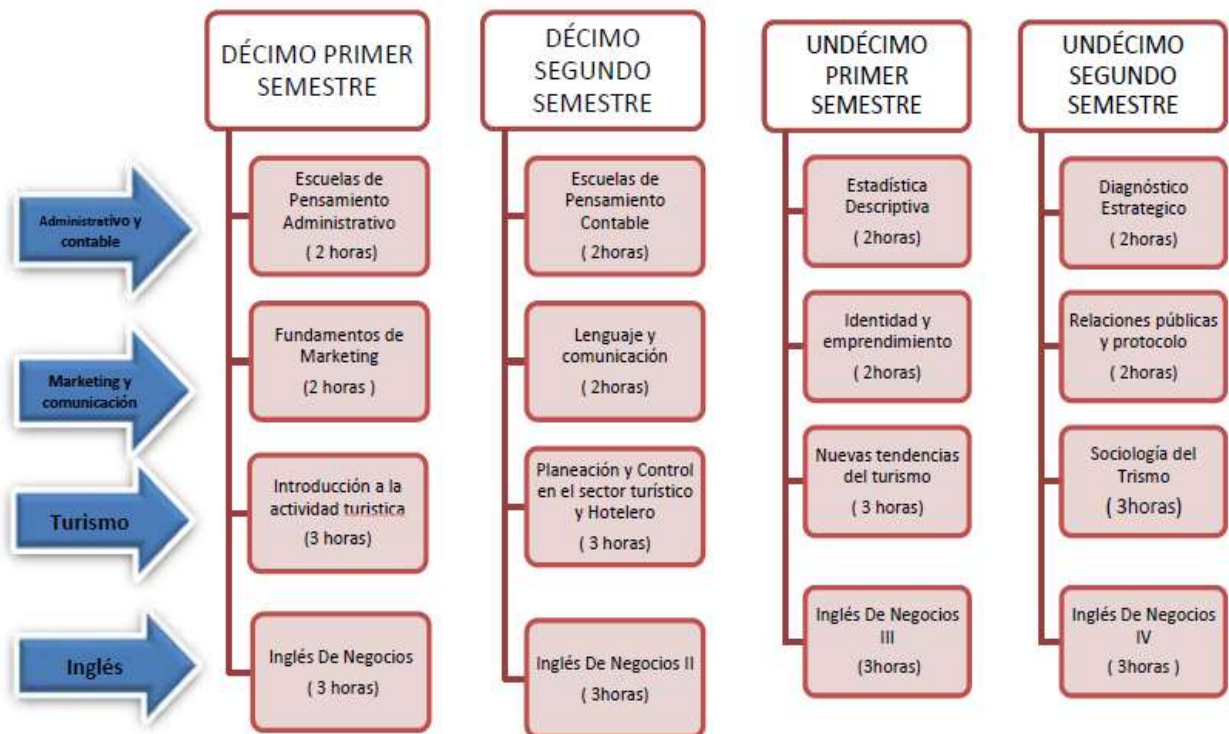 DÉCIMO PRIMER
SEMESTRE
DÉCIMO
SEGUNDO
SEMESTRE
UNDÉCIMO
PRIMER
SEMESTRE
UNDÉCIMO
SEGUNDO
SEMESTRE
Administrativo y
contable
Escuelas de
Pensamiento
Administrativo
( 2 horas)
Escuelas de
Pensamiento
Contable
( 2horas)
Estadística
Descriptiva
( 2horas)
Diagnóstico
Estrategico
( 2horas)
Marketing y
comunicación
Fundamentos de
Marketing
(2 horas )
Lenguaje y
comunicación
( 2horas)
Identidad y
emprendimiento
( 2horas)
Relaciones públicas
y protocolo
( 2horas)
Turismo
Introducción a la
actividad turistica
(3 horas)
Planeación y Control
en el sector turístico
y Hotelero
( 3 horas)
Nuevas tendencias
del turismo
( 3 horas)
Sociología del
Trismo
( 3horas)
Inglés
Inglés De Negocios
( 3 horas)
Inglés De Negocios II
( 3horas)
Inglés De Negocios
III
(3horas)
Inglés De Negocios
IV
( 3horas )